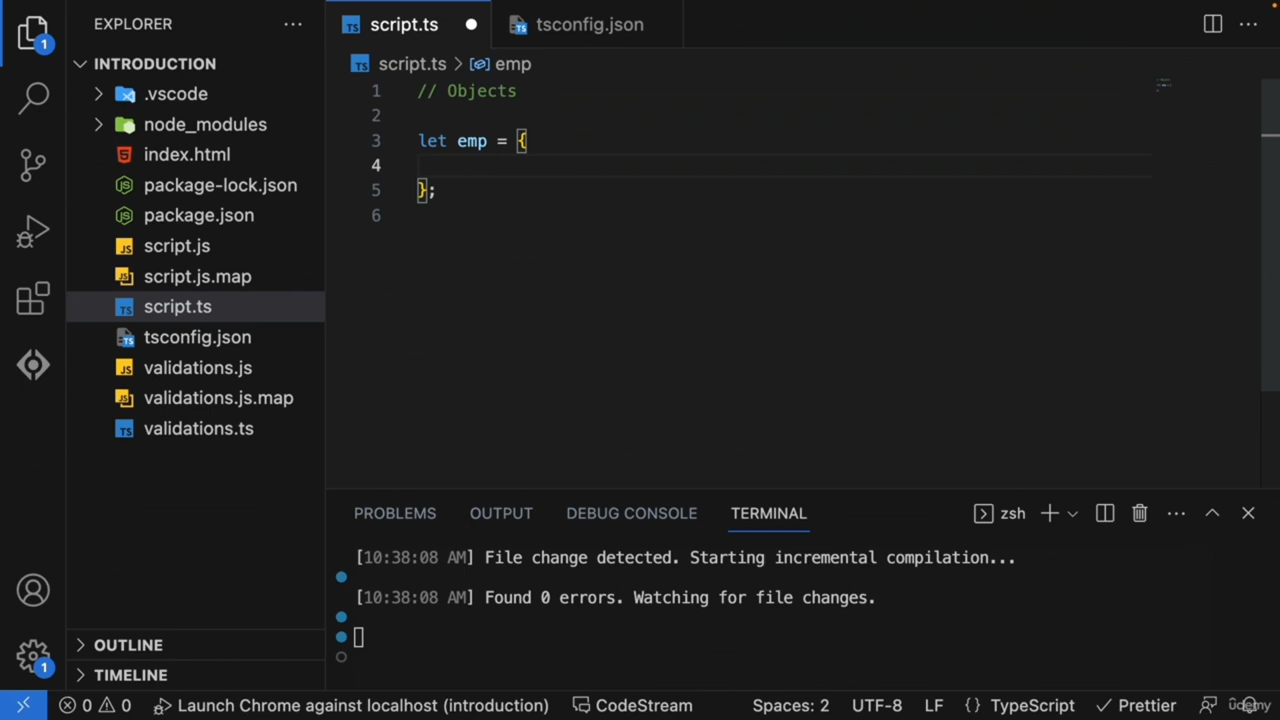 EXPLORER
script.ts
tsconfig.json
INTRODUCTION
.vscode
node_modules
index.html
package-lock.json
package.json
script.js
script.js.map
script.ts
tsconfig.json
validations.js
validations.js.map
validations.ts
OUTLINE
TIMELINE
script.ts > emp
1 // Objects
2
3 let emp = {
4
5 };
6
PROBLEMS OUTPUT DEBUG CONSOLE TERMINAL zsh
[10:38:08 AM] File change detected. Starting incremental compilation...
[10:38:08 AM] Found 0 errors. Watching for file changes.
1
1
0 0 Launch Chrome against localhost (introduction) CodeStream Spaces: 2 UTF-8 LF {} TypeScript Prettier
udemy